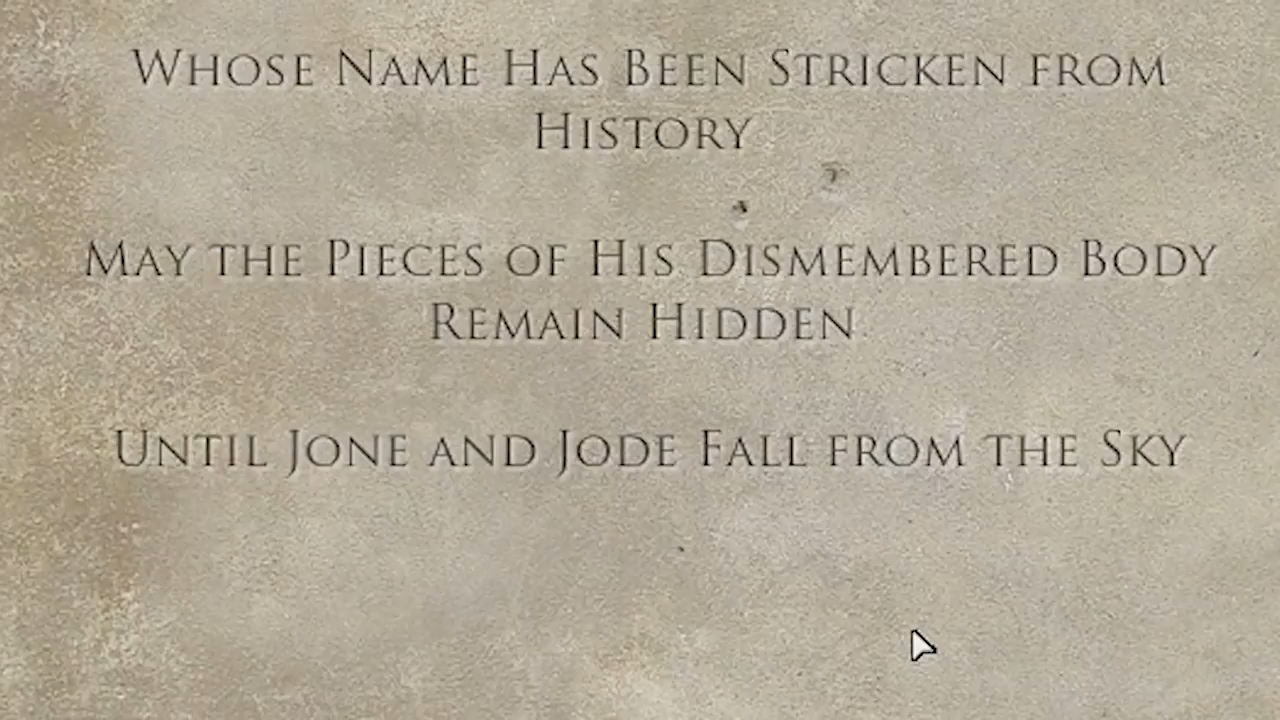 Whose Name Has Been Stricken from
History
May the Pieces of His Dismembered Body
Remain Hidden
Until Jone and Jode Fall from the Sky